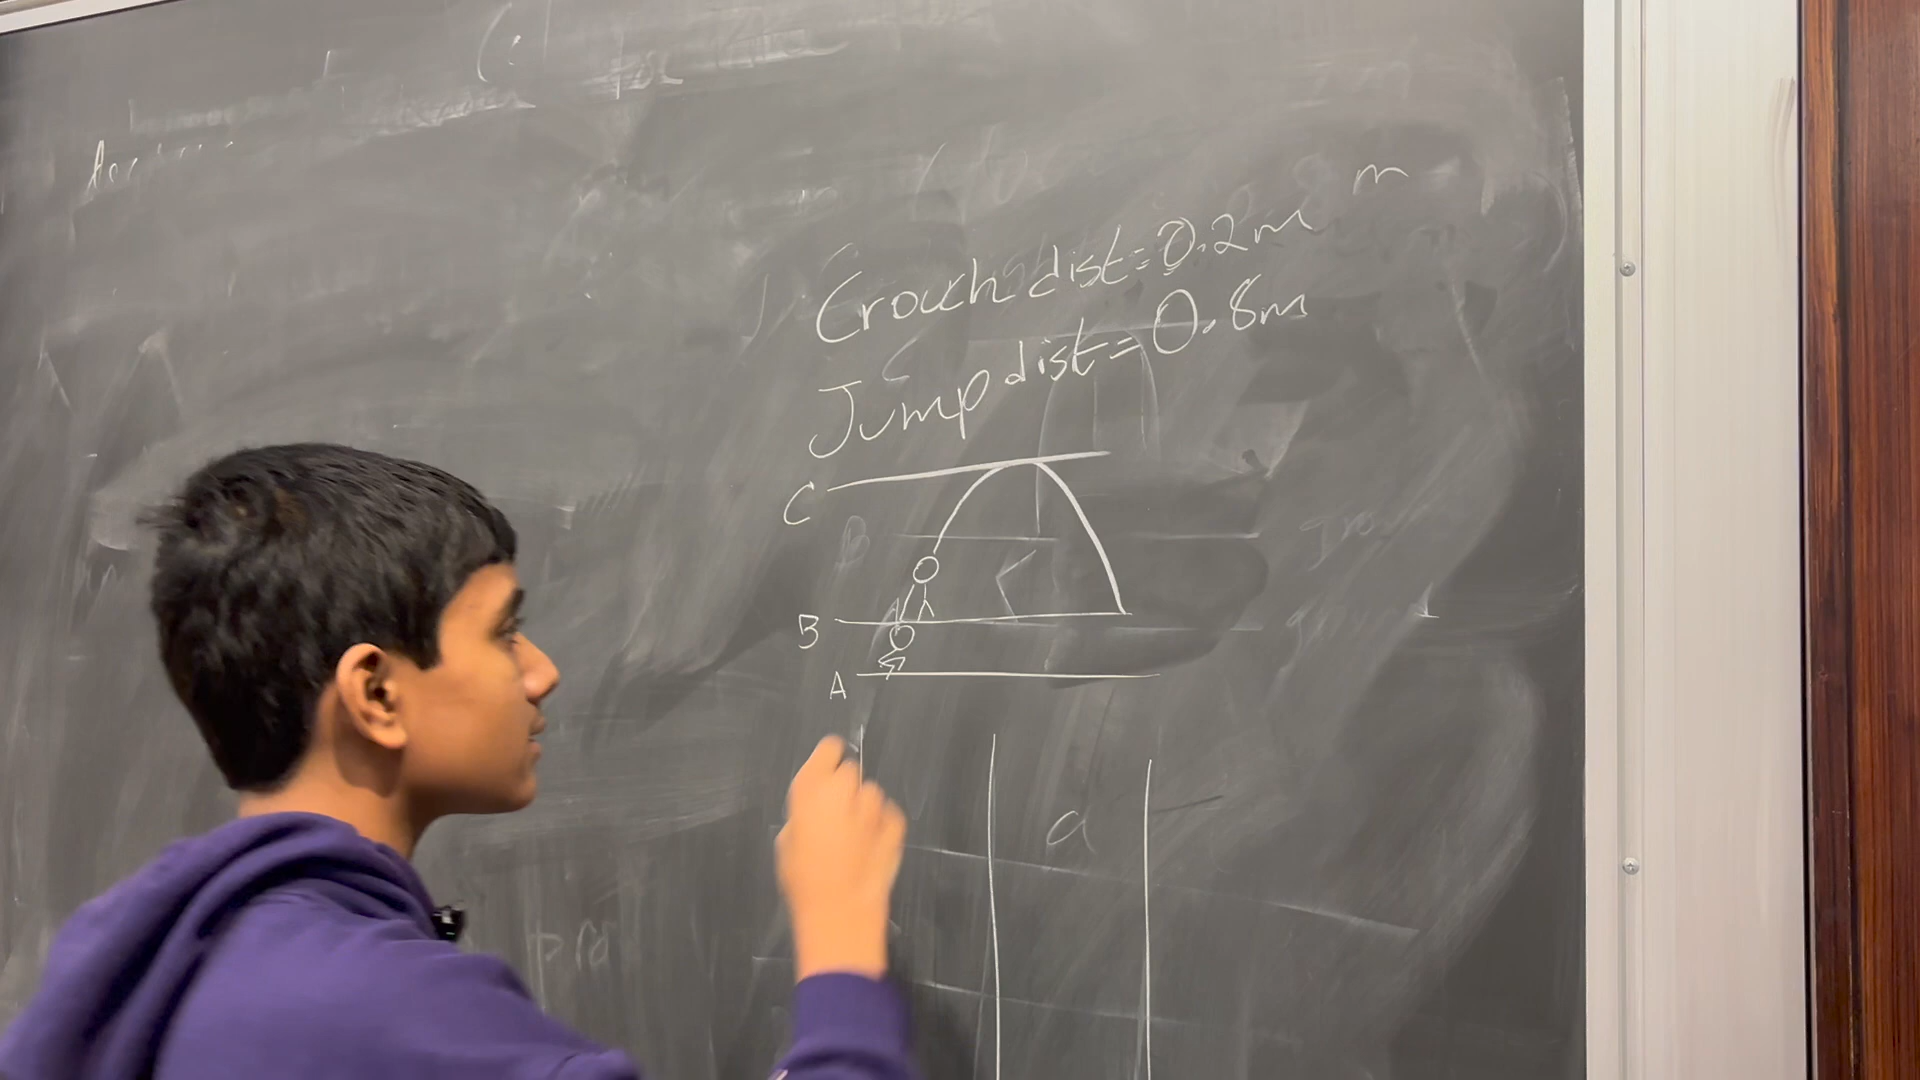 m
Crouch dist = 0.2m
Jump dist = 0.8m
C
B
B
A
a